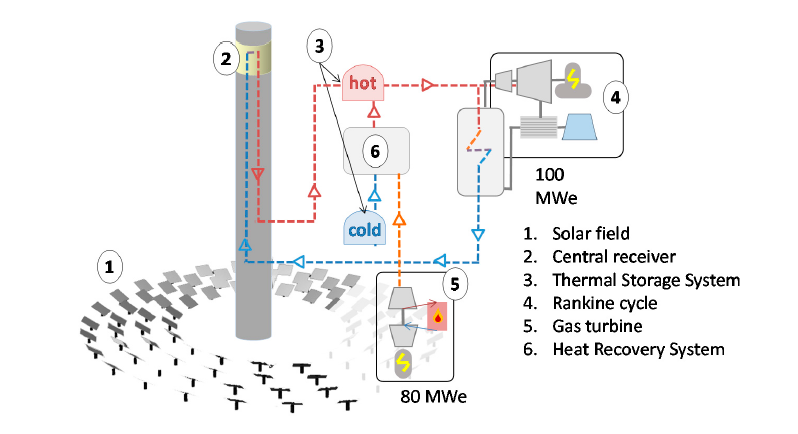 2
3
hot
4
6
100
MWe
cold
1
5
80 MWe
1. Solar field
2. Central receiver
3. Thermal Storage System
4. Rankine cycle
5. Gas turbine
6. Heat Recovery System